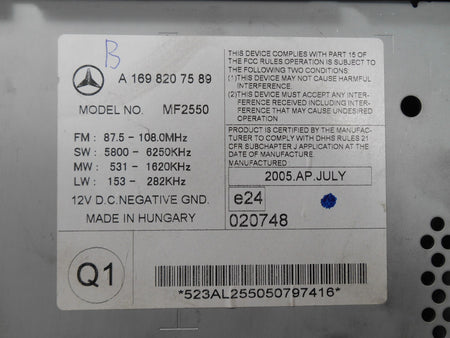 B
A 169 820 75 89
MODEL NO. MF2550
FM : 87.5 - 108.0MHz
SW : 5800 - 6250KHz
MW : 531 - 1620KHz
LW : 153 - 282KHz
12V D.C. NEGATIVE GND.
MADE IN HUNGARY
THIS DEVICE COMPLIES WITH PART 15 OF
THE FCC RULES.OPERATION IS SUBJECT TO
THE FOLLOWING TWO CONDITIONS:
(1)THIS DEVICE MAY NOT CAUSE HARMFUL
INTERFERENCE.
(2)THIS DEVICE MUST ACCEPT ANY INTER-
FERENCE RECEIVED,INCLUDING INTERFER-
ENCE THAT MAY CAUSE UNDESIRED
OPERATION
PRODUCT IS CERTIFIED BY THE MANUFAC-
TURER TO COMPLY WITH DHHS RULES 21
CFR SUBCHAPTER J APPLICATION AT DATE OF
MANUFACTURED:
2005.AP.JULY
e24
020748
Q1
*523AL255050797416*